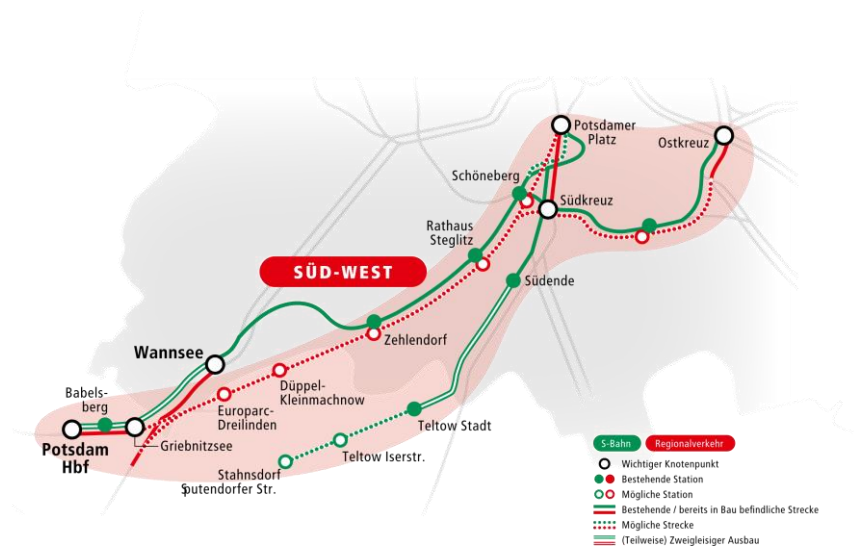 Potsdamer
Platz
Ostkreuz
Schöneberg
Südkreuz
Rathaus
Steglitz
SÜD-WEST
Südende
Zehlendorf
Wannsee
Düppel-
Kleinmachnow
Babels-
berg
Europarc-
Dreilinden
Teltow Stadt
Griebnitzsee
Potsdam
Hbf
Teltow Iserstr.
Stahnsdorf
Sputendorfer Str.
S-Bahn
Regionalverkehr
Wichtiger Knotenpunkt
Bestehende Station
Mögliche Station
Bestehende / bereits in Bau befindliche Strecke
Mögliche Strecke
(Teilweise) Zweigleisiger Ausbau